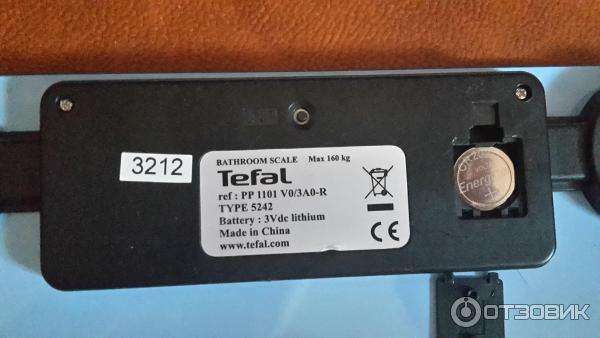 3212
BATHROOM SCALE Max 160 kg
Tefal
ref : PP 1101 V0/3A0-R
TYPE 5242
Battery : 3Vdc lithium
Made in China
www.tefal.com
CE
Energi
+
ОТЗОВИК